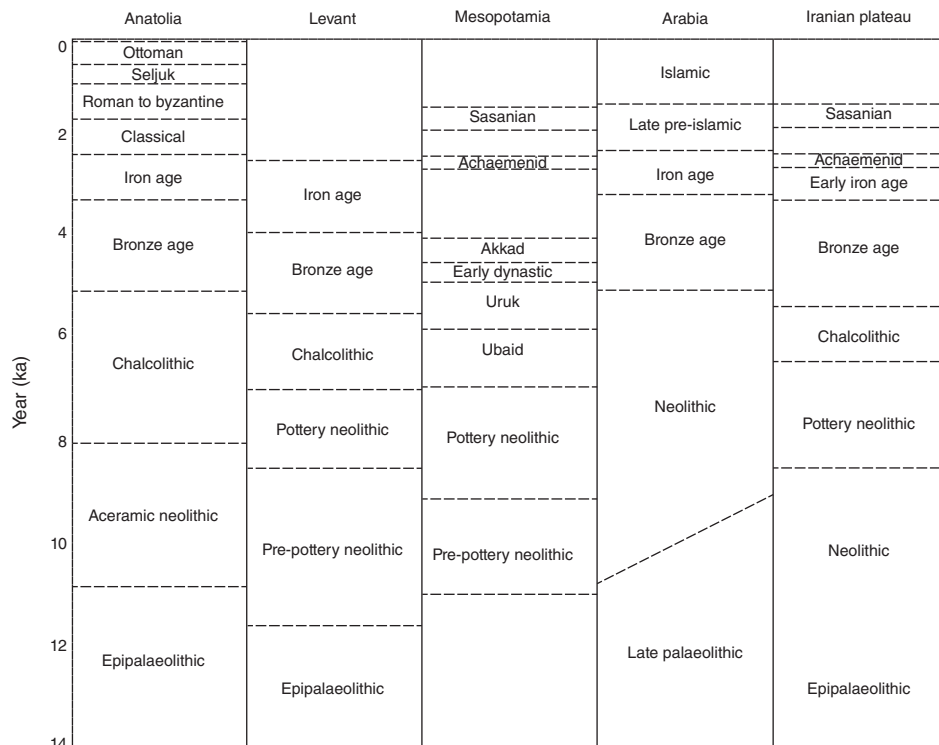 Anatolia
Levant
Mesopotamia
Arabia
Iranian plateau
Year (ka)
0
2
4
6
8
10
12
14
Ottoman
Seljuk
Roman to byzantine
Classical
Iron age
Bronze age
Chalcolithic
Aceramic neolithic
Epipalaeolithic
Iron age
Bronze age
Chalcolithic
Pottery neolithic
Pre-pottery neolithic
Epipalaeolithic
Sasanian
Achaemenid
Akkad
Early dynastic
Uruk
Ubaid
Pottery neolithic
Pre-pottery neolithic
Islamic
Late pre-islamic
Iron age
Bronze age
Neolithic
Late palaeolithic
Sasanian
Achaemenid
Early iron age
Bronze age
Chalcolithic
Pottery neolithic
Neolithic
Epipalaeolithic